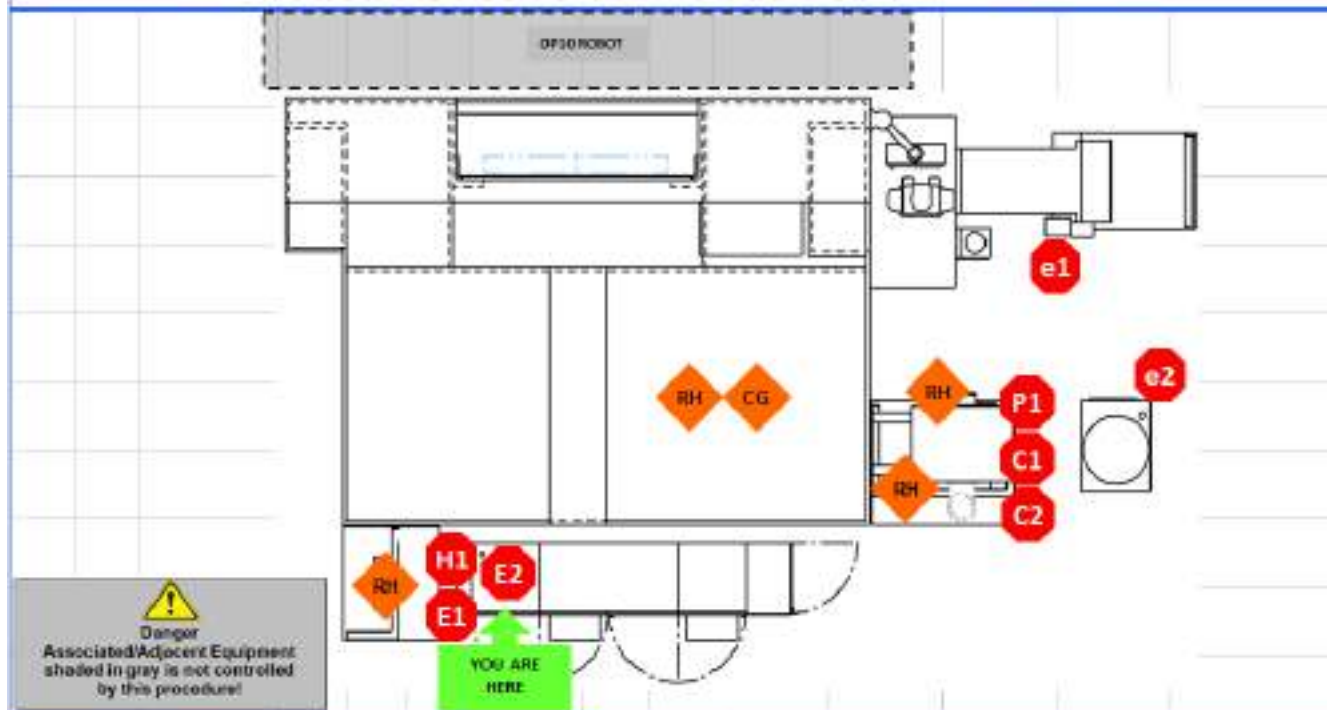 OP10 ROBOT
e1
e2
RH
CG
RH
P1
C1
RH
C2
H1
E2
RH
E1
Danger
Associated/Adjacent Equipment
shaded in gray is not controlled
by this procedure!
YOU ARE
HERE